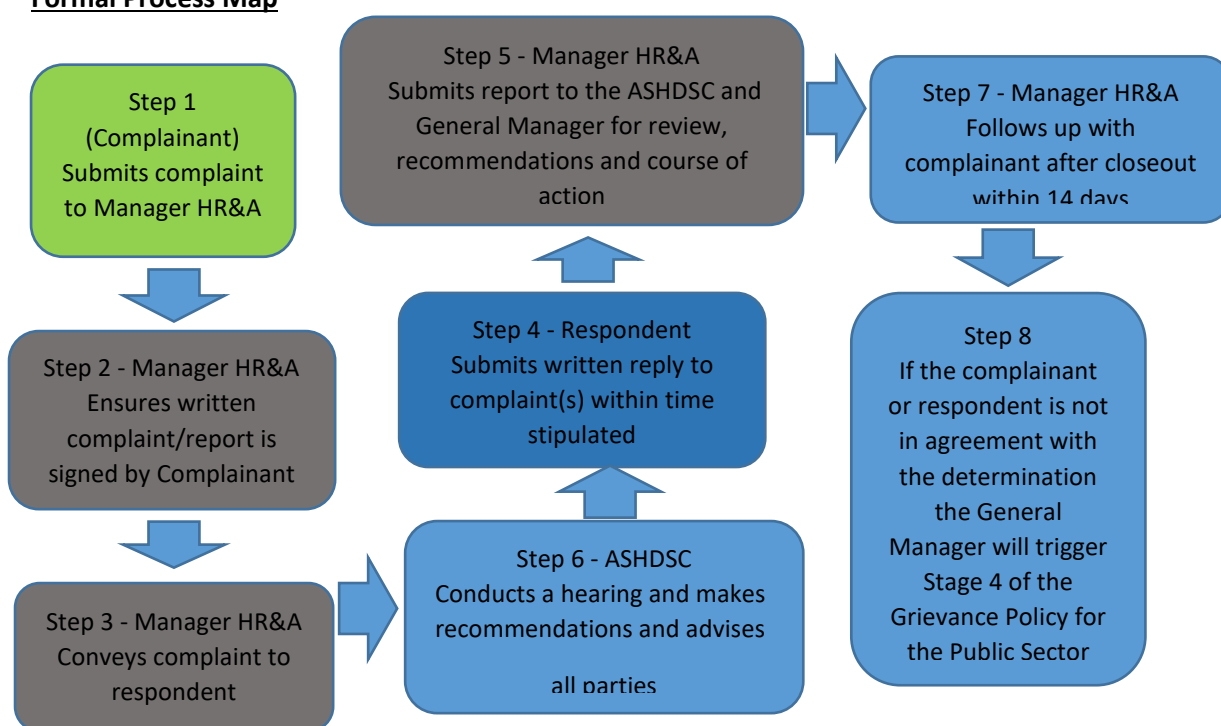 Formal Process Map
Step 1
(Complainant)
Submits complaint
to Manager HR&A
Step 2 - Manager HR&A
Ensures written
complaint/report is
signed by Complainant
Step 3 - Manager HR&A
Conveys complaint to
respondent
Step 5 - Manager HR&A
Submits report to the ASHDSC and
General Manager for review,
recommendations and course of
action
Step 4 - Respondent
Submits written reply to
complaint(s) within time
stipulated
Step 6 - ASHDSC
Conducts a hearing and makes
recommendations and advises
all parties
Step 7 - Manager HR&A
Follows up with
complainant after closeout
within 14 days
Step 8
If the complainant
or respondent is not
in agreement with
the determination
the General
Manager will trigger
Stage 4 of the
Grievance Policy for
the Public Sector